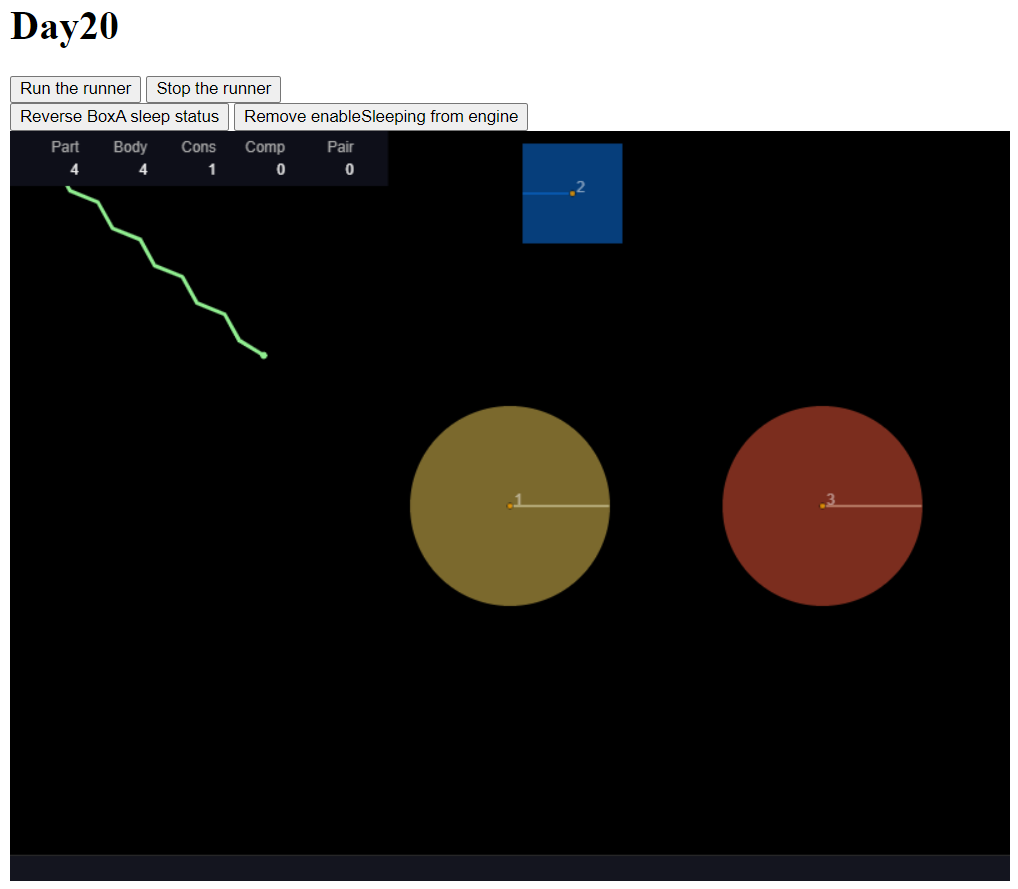 Day20
Run the runner Stop the runner
Reverse BoxA sleep status Remove enableSleeping from engine
Part Body Cons Comp Pair
4 4 1 0 0
2
1
3